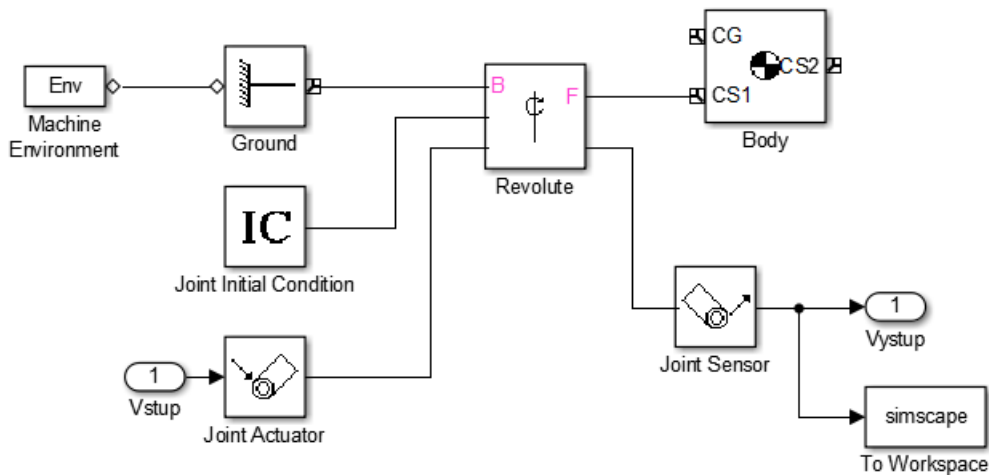 Env
Machine
Environment
Ground
B
F
Revolute
CG
CS2
CS1
Body
IC
Joint Initial Condition
1
Vstup
Joint Actuator
Joint Sensor
1
Vystup
simscape
To Workspace